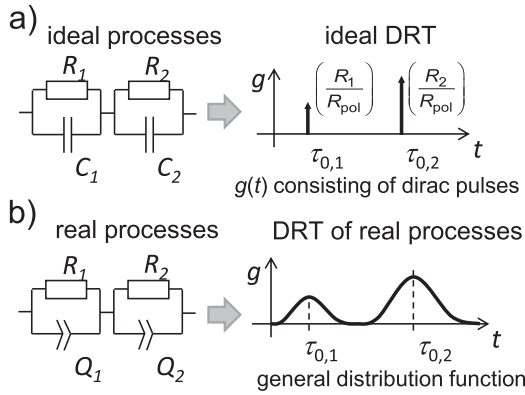 a)
ideal processes
ideal DRT
R1
R2
C1
C2
g
(R1/Rpol)
(R2/Rpol)
τ0,1
τ0,2
t
g(t) consisting of dirac pulses
b)
real processes
DRT of real processes
R1
R2
Q1
Q2
g
τ0,1
τ0,2
t
general distribution function